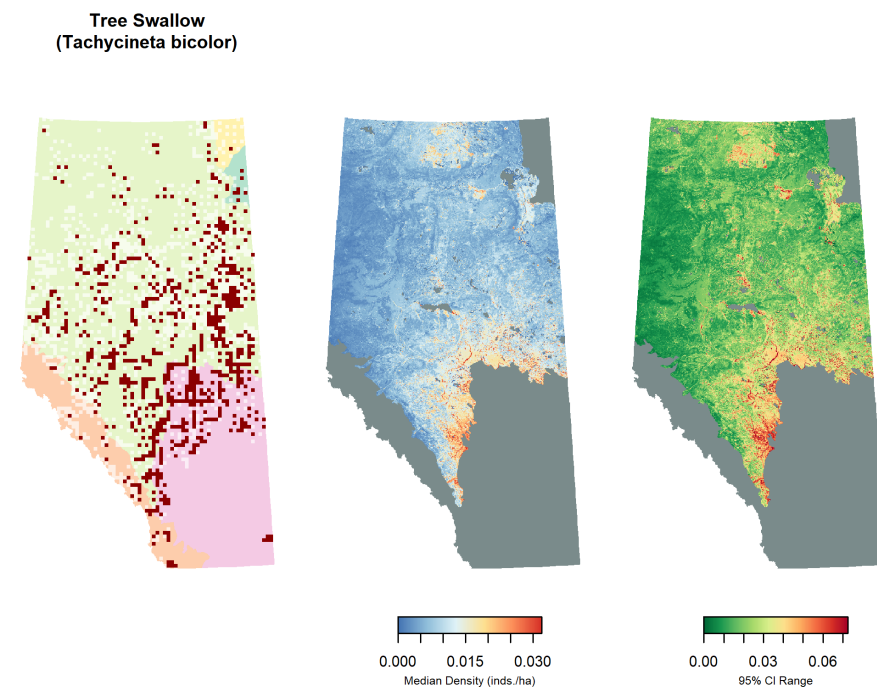 Tree Swallow
(Tachycineta bicolor)
0.000 0.015 0.030
Median Density (inds./ha)
0.00 0.03 0.06
95% CI Range